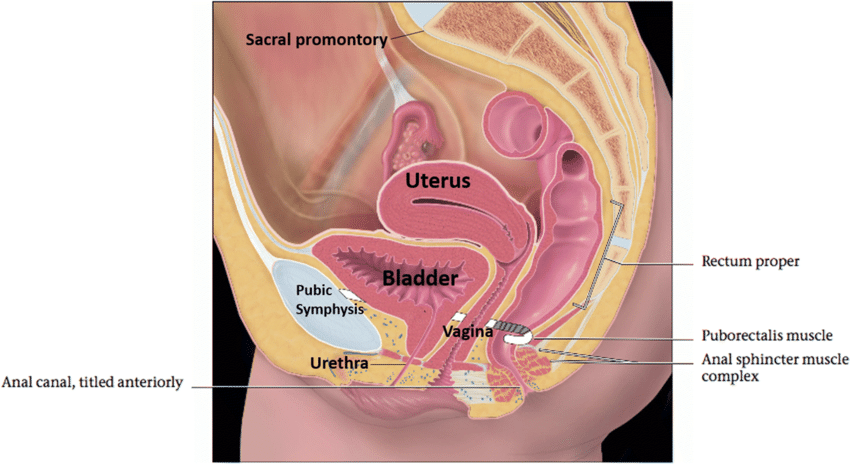 Sacral promontory
Uterus
Bladder
Rectum proper
Pubic
Symphysis
Vagina
Puborectalis muscle
Urethra
Anal sphincter muscle
complex
Anal canal, titled anteriorly